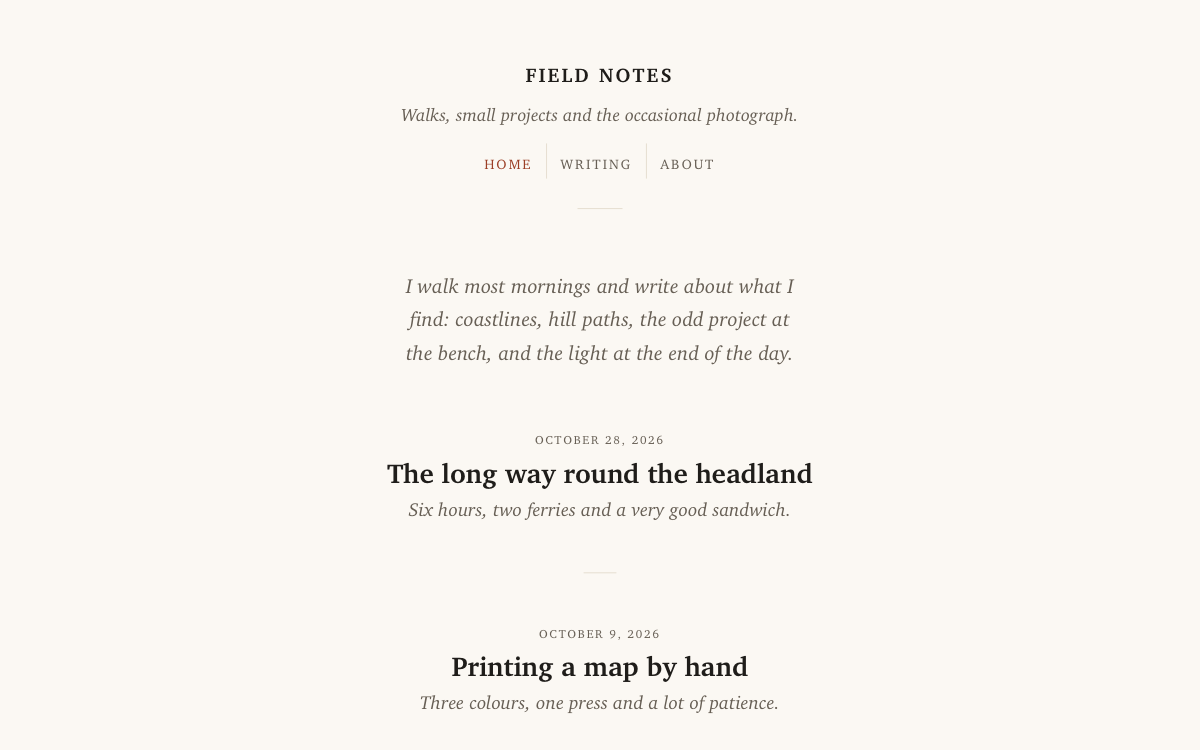 FIELD NOTES
Walks, small projects and the occasional photograph.
HOME WRITING ABOUT
I walk most mornings and write about what I
find: coastlines, hill paths, the odd project at
the bench, and the light at the end of the day.
OCTOBER 28, 2026
The long way round the headland
Six hours, two ferries and a very good sandwich.
OCTOBER 9, 2026
Printing a map by hand
Three colours, one press and a lot of patience.